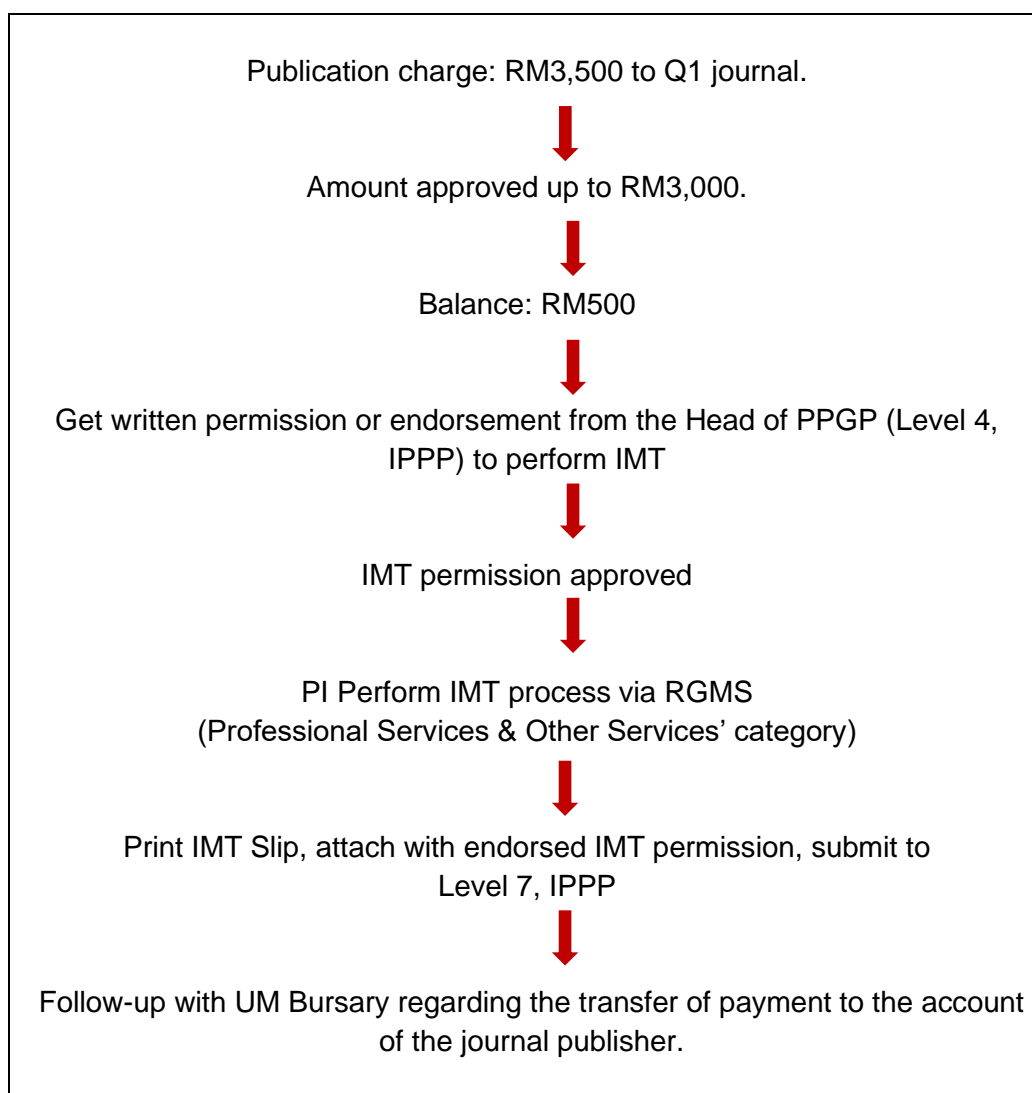 Publication charge: RM3,500 to Q1 journal.
Amount approved up to RM3,000.
Balance: RM500
Get written permission or endorsement from the Head of PPGP (Level 4,
IPPP) to perform IMT
IMT permission approved
PI Perform IMT process via RGMS
(Professional Services & Other Services’ category)
Print IMT Slip, attach with endorsed IMT permission, submit to
Level 7, IPPP
Follow-up with UM Bursary regarding the transfer of payment to the account
of the journal publisher.